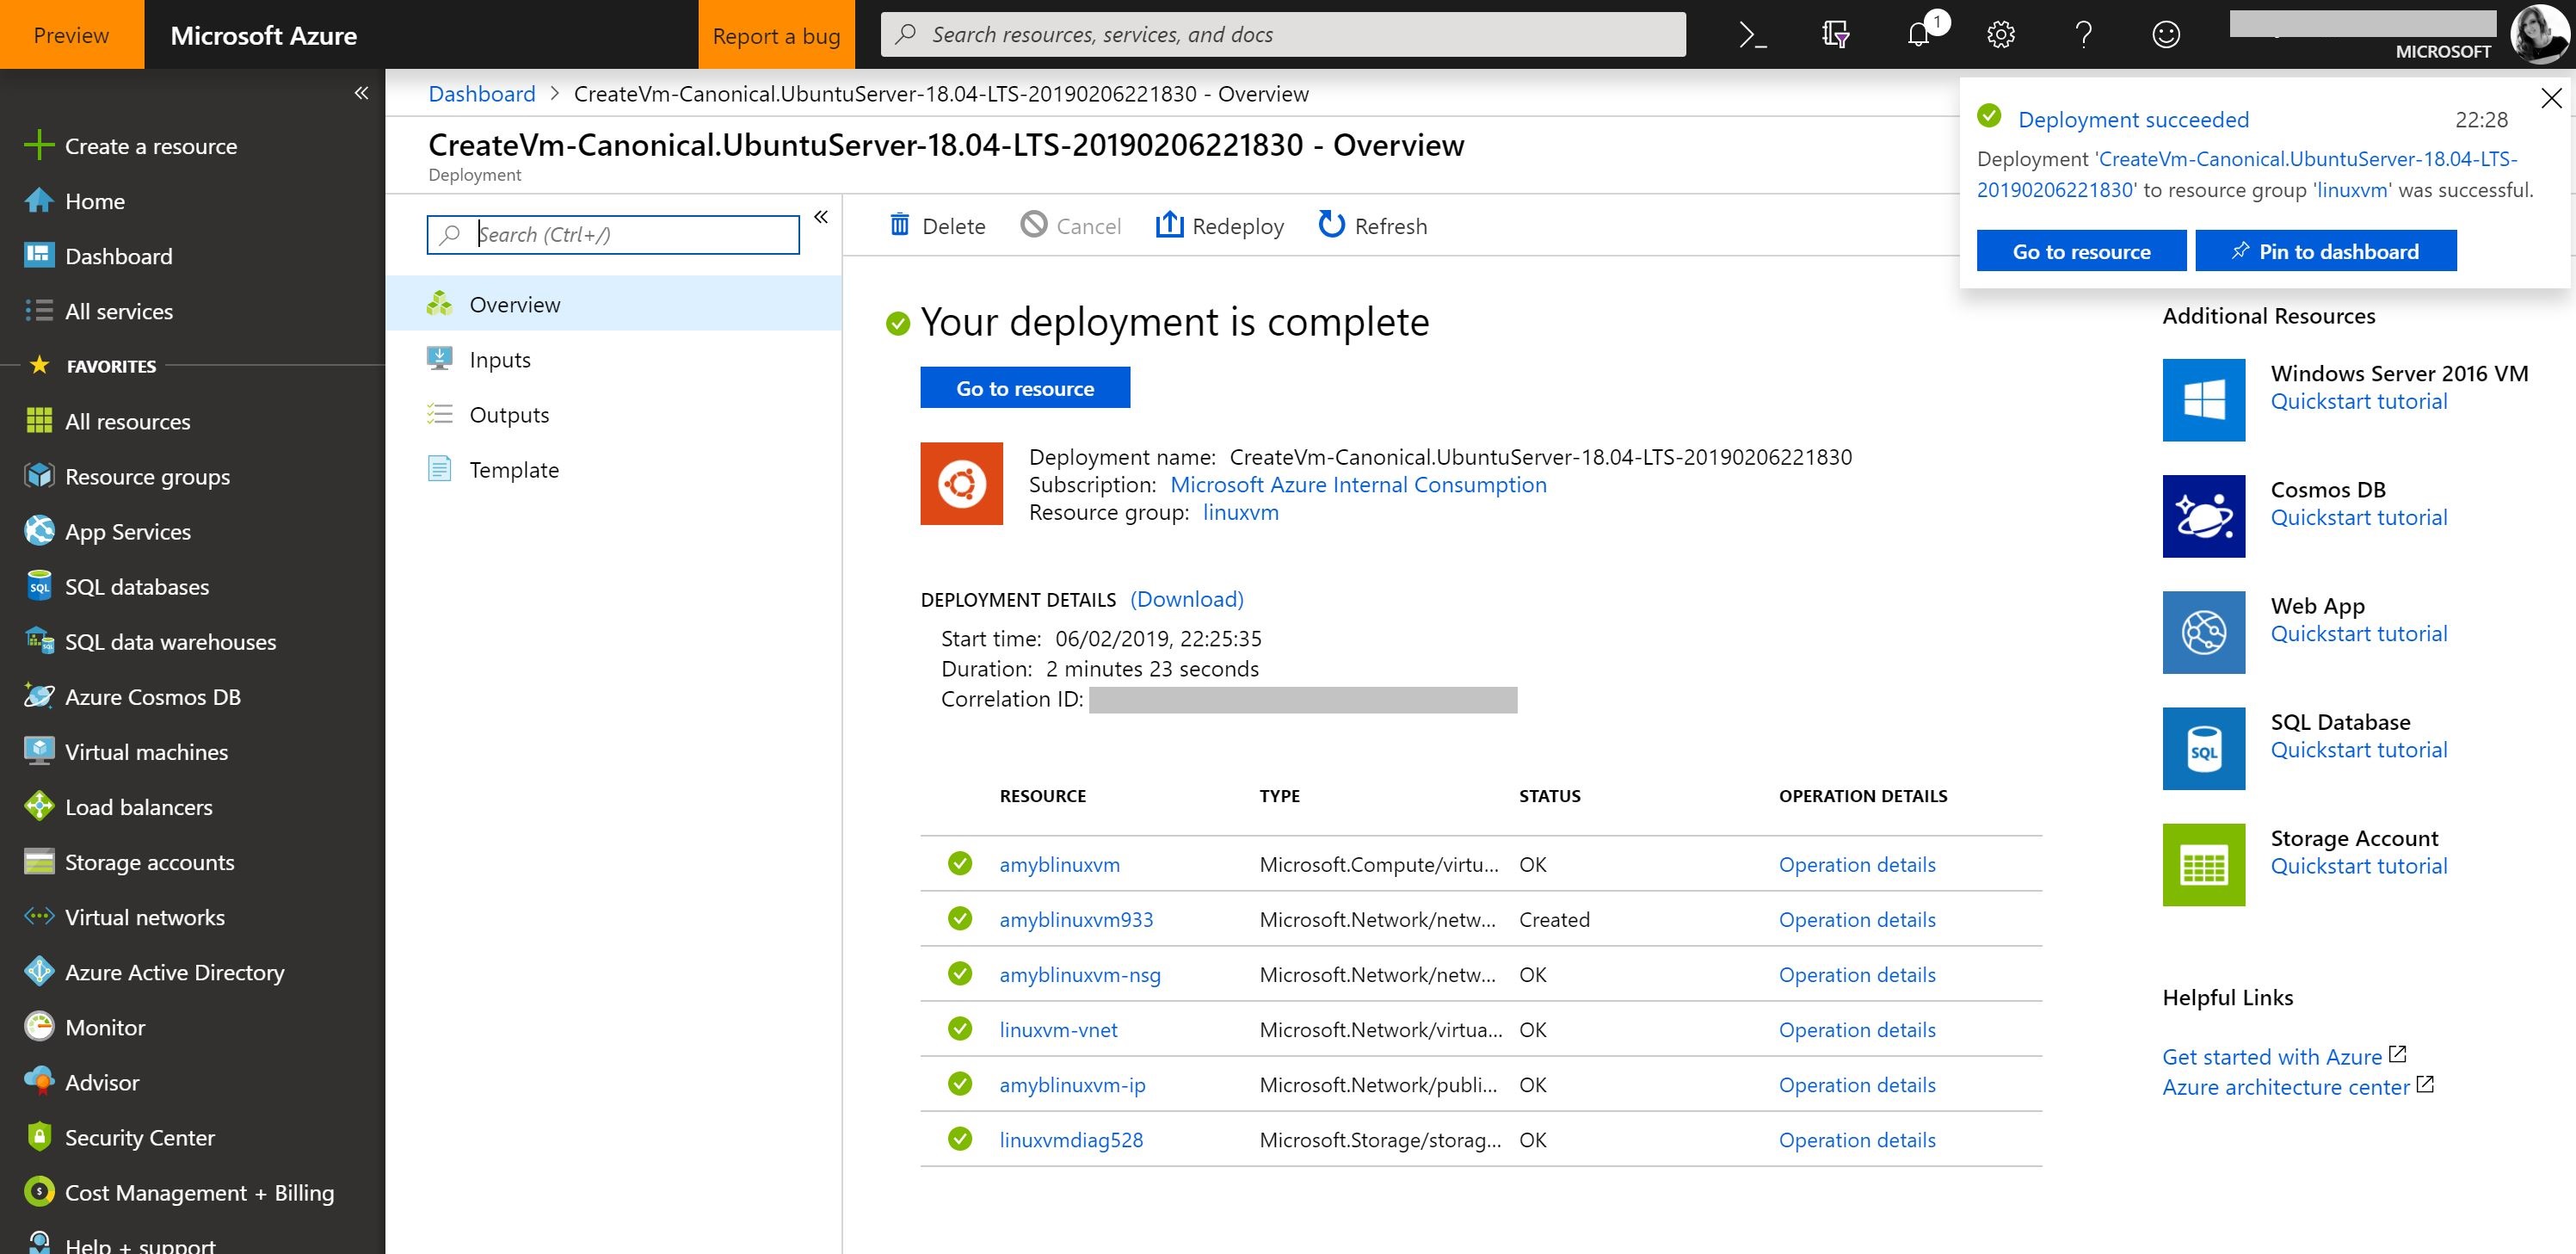 Preview
Microsoft Azure
Report a bug
Search resources, services, and docs
1
MICROSOFT
Create a resource
Home
Dashboard
All services
FAVORITES
All resources
Resource groups
App Services
SQL databases
SQL data warehouses
Azure Cosmos DB
Virtual machines
Load balancers
Storage accounts
Virtual networks
Azure Active Directory
Monitor
Advisor
Security Center
Cost Management + Billing
Help + support
Dashboard > CreateVm-Canonical.UbuntuServer-18.04-LTS-20190206221830 - Overview
CreateVm-Canonical.UbuntuServer-18.04-LTS-20190206221830 - Overview
Deployment
Search (Ctrl+/)
Overview
Inputs
Outputs
Template
Delete Cancel Redeploy Refresh
Your deployment is complete
Go to resource
Deployment name: CreateVm-Canonical.UbuntuServer-18.04-LTS-20190206221830
Subscription: Microsoft Azure Internal Consumption
Resource group: linuxvm
DEPLOYMENT DETAILS (Download)
Start time: 06/02/2019, 22:25:35
Duration: 2 minutes 23 seconds
Correlation ID:
RESOURCE TYPE STATUS OPERATION DETAILS
amyblinuxvm Microsoft.Compute/virtu... OK Operation details
amyblinuxvm933 Microsoft.Network/netw... Created Operation details
amyblinuxvm-nsg Microsoft.Network/netw... OK Operation details
linuxvm-vnet Microsoft.Network/virtua... OK Operation details
amyblinuxvm-ip Microsoft.Network/publi... OK Operation details
linuxvmdiag528 Microsoft.Storage/storag... OK Operation details
Deployment succeeded 22:28
Deployment 'CreateVm-Canonical.UbuntuServer-18.04-LTS-
20190206221830' to resource group 'linuxvm' was successful.
Go to resource
Pin to dashboard
Additional Resources
Windows Server 2016 VM
Quickstart tutorial
Cosmos DB
Quickstart tutorial
Web App
Quickstart tutorial
SQL
SQL Database
Quickstart tutorial
Storage Account
Quickstart tutorial
Helpful Links
Get started with Azure
Azure architecture center